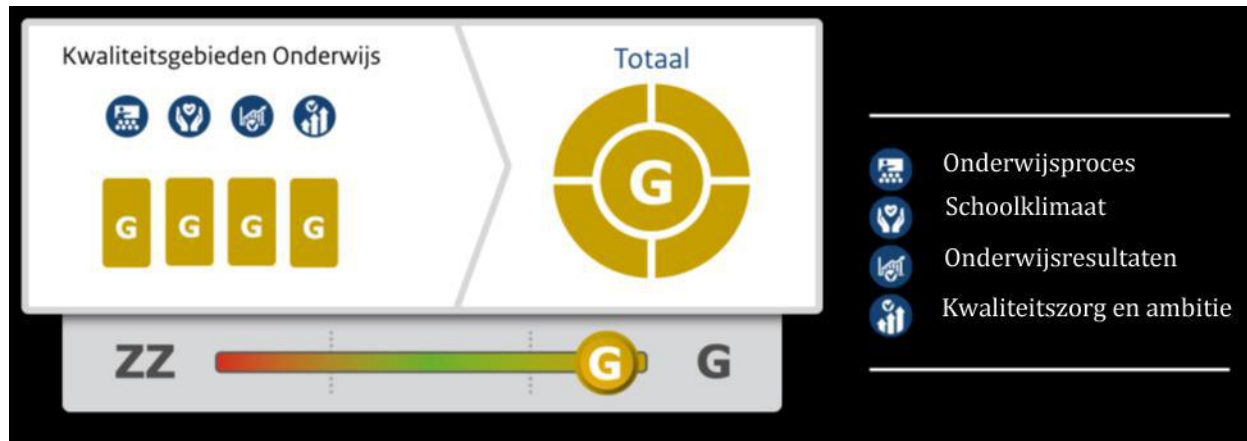 Kwaliteitsgebieden Onderwijs
G G G G
Totaal
G
ZZ G G
Onderwijsproces
Schoolklimaat
Onderwijsresultaten
Kwaliteitszorg en ambitie